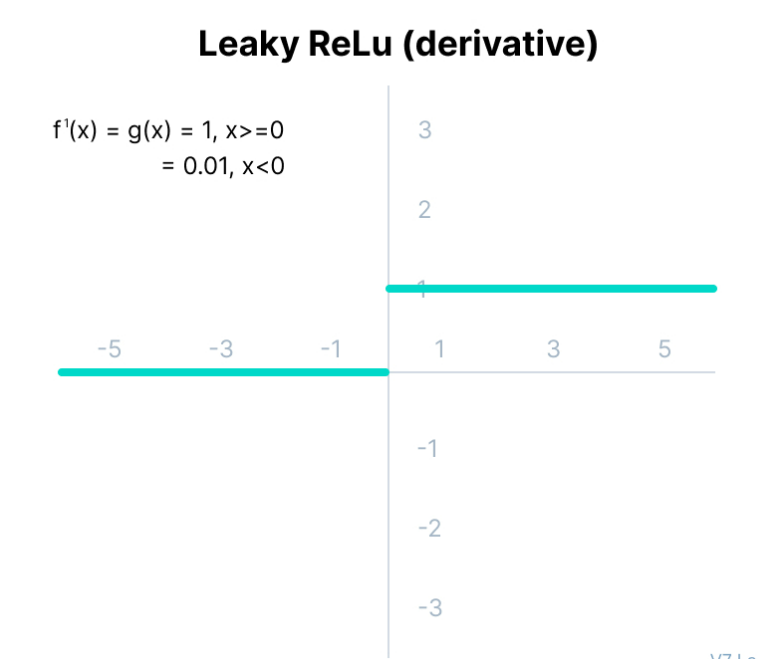 Leaky ReLu (derivative)
f'(x) = g(x) = 1, x>=0
= 0.01, x<0
3
2
1
-5 -3 -1 1 3 5
-1
-2
-3